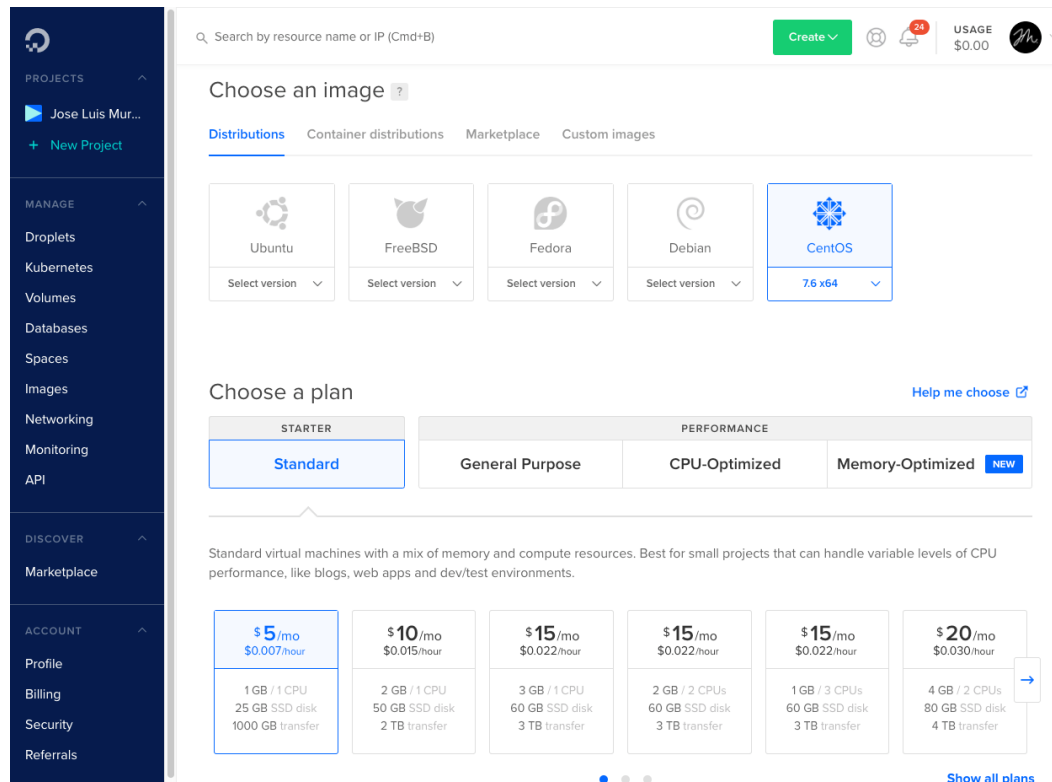 Search by resource name or IP (Cmd+B)
Create
24
USAGE
$0.00
PROJECTS
Jose Luis Mur...
+ New Project
MANAGE
Droplets
Kubernetes
Volumes
Databases
Spaces
Images
Networking
Monitoring
API
DISCOVER
Marketplace
ACCOUNT
Profile
Billing
Security
Referrals
Choose an image ?
Distributions Container distributions Marketplace Custom images
Ubuntu FreeBSD Fedora Debian CentOS
Select version Select version Select version Select version 7.6 x64
Choose a plan Help me choose
STARTER PERFORMANCE
Standard General Purpose CPU-Optimized Memory-Optimized NEW
Standard virtual machines with a mix of memory and compute resources. Best for small projects that can handle variable levels of CPU
performance, like blogs, web apps and dev/test environments.
$5/mo $10/mo $15/mo $15/mo $15/mo $20/mo
$0.007/hour $0.015/hour $0.022/hour $0.022/hour $0.022/hour $0.030/hour
1 GB / 1 CPU 2 GB / 1 CPU 3 GB / 1 CPU 2 GB / 2 CPUs 1 GB / 3 CPUs 4 GB / 2 CPUs
25 GB SSD disk 50 GB SSD disk 60 GB SSD disk 60 GB SSD disk 60 GB SSD disk 80 GB SSD disk
1000 GB transfer 2 TB transfer 3 TB transfer 3 TB transfer 3 TB transfer 4 TB transfer
Show all plans